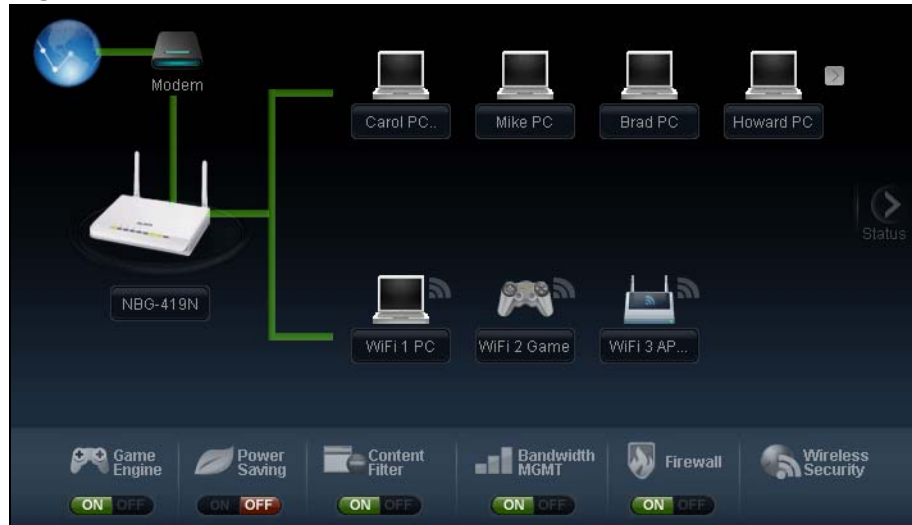 Modem
Carol PC..
Mike PC
Brad PC
Howard PC
Status
NBG-419N
WiFi 1 PC
WiFi 2 Game
WiFi 3 AP...
Game
Engine
Power
Saving
Content
Filter
Bandwidth
MGMT
Firewall
Wireless
Security
ON OFF
ON OFF
ON OFF
ON OFF
ON OFF